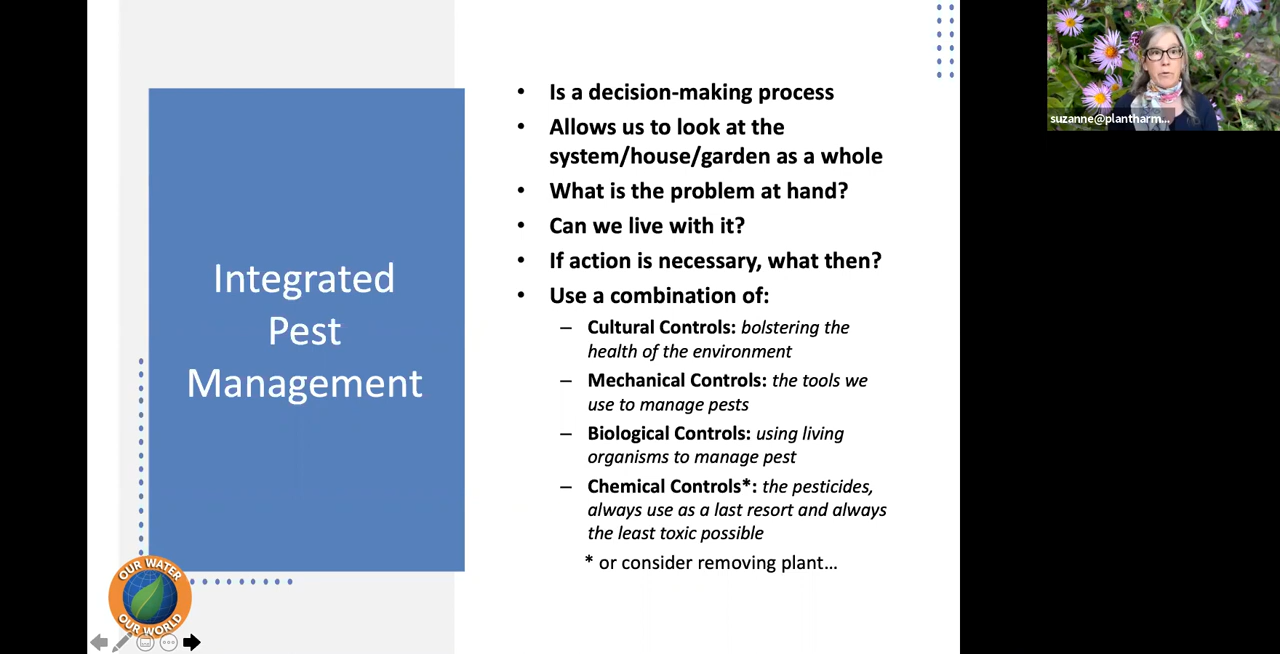 Integrated
Pest
Management
• Is a decision-making process
• Allows us to look at the
system/house/garden as a whole
• What is the problem at hand?
• Can we live with it?
• If action is necessary, what then?
• Use a combination of:
– Cultural Controls: bolstering the
health of the environment
– Mechanical Controls: the tools we
use to manage pests
– Biological Controls: using living
organisms to manage pest
– Chemical Controls*: the pesticides,
always use as a last resort and always
the least toxic possible
* or consider removing plant...
OUR WATER
OUR WORLD
suzanne@plantharm...